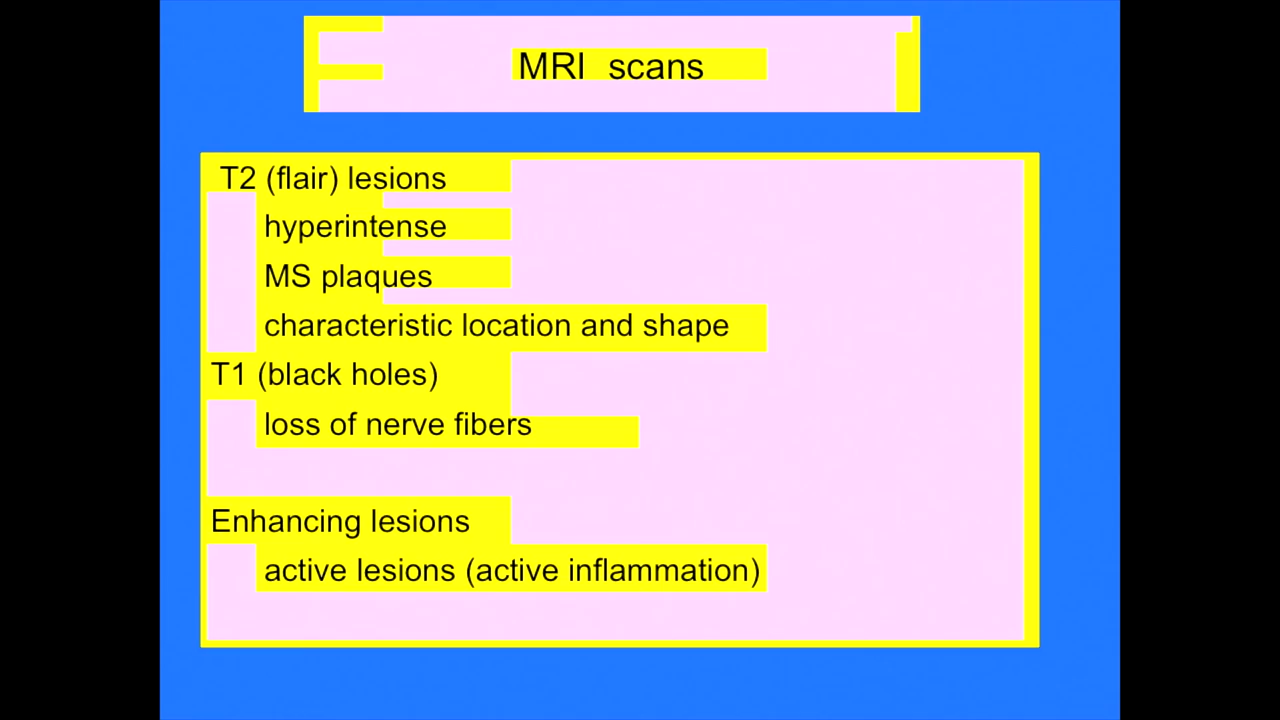 MRI scans
T2 (flair) lesions
hyperintense
MS plaques
characteristic location and shape
T1 (black holes)
loss of nerve fibers
Enhancing lesions
active lesions (active inflammation)